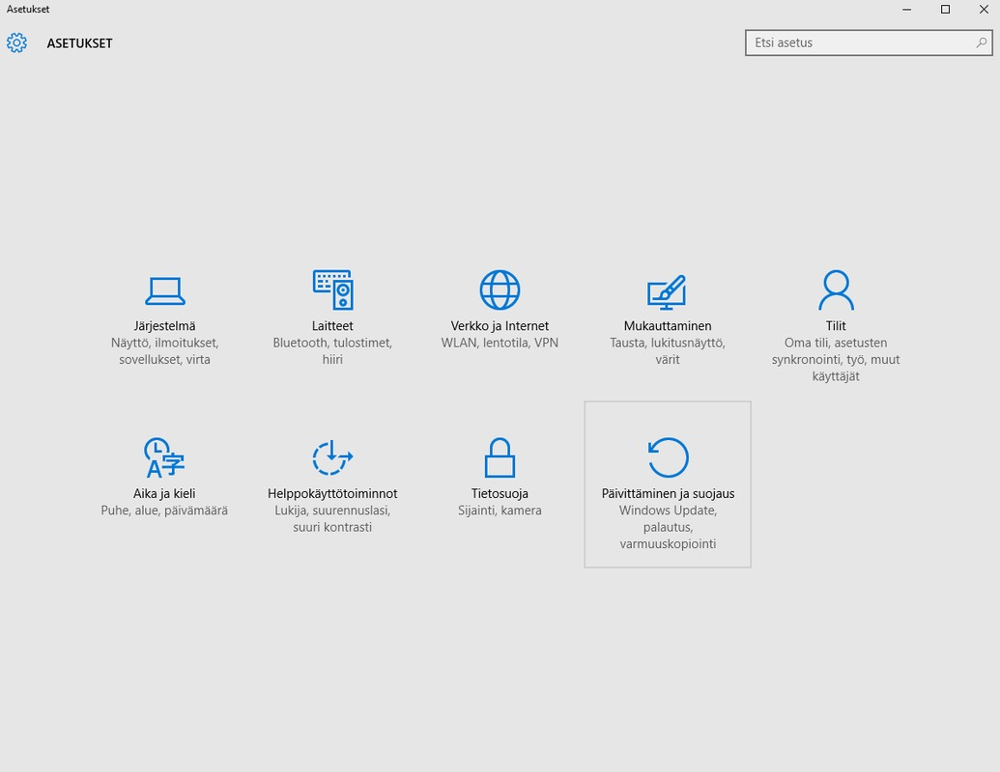 Asetukset
ASETUKSET
Etsi asetus
Järjestelmä
Näyttö, ilmoitukset,
sovellukset, virta
Laitteet
Bluetooth, tulostimet,
hiiri
Verkko ja Internet
WLAN, lentotila, VPN
Mukauttaminen
Tausta, lukitusnäyttö,
värit
Tilit
Oma tili, asetusten
synkronointi, työ, muut
käyttäjät
Aika ja kieli
Puhe, alue, päivämäärä
Helppokäyttötoiminnot
Lukija, suurennuslasi,
suuri kontrasti
Tietosuoja
Sijainti, kamera
Päivittäminen ja suojaus
Windows Update,
palautus,
varmuuskopiointi